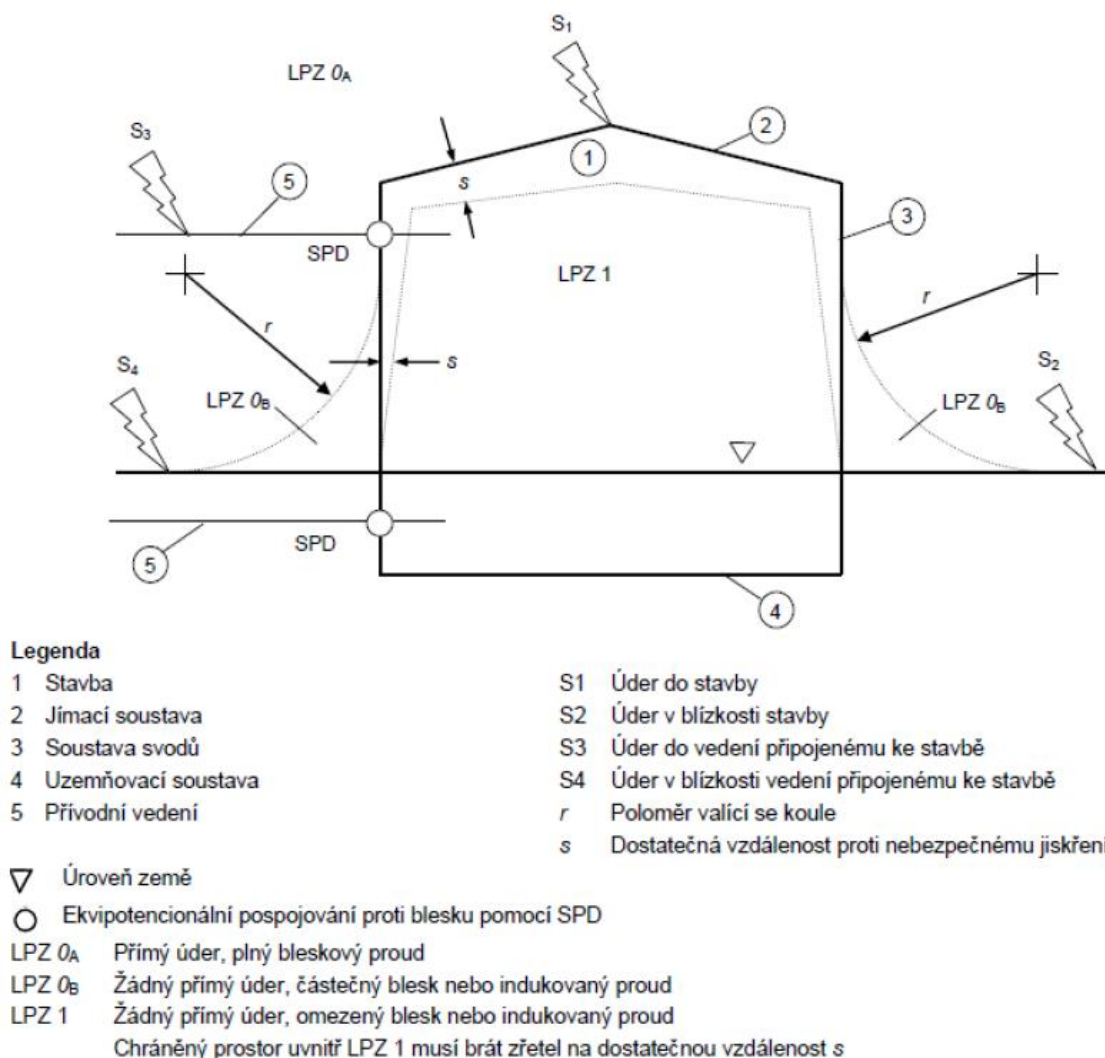 S1
LPZ 0A
S3
2
1
5
s
3
SPD
LPZ 1
r
r
s
S4
S2
LPZ 0B
LPZ 0B
SPD
5
4
Legenda
1 Stavba
2 Jímací soustava
3 Soustava svodů
4 Uzemňovací soustava
5 Přívodní vedení
S1 Úder do stavby
S2 Úder v blízkosti stavby
S3 Úder do vedení připojenému ke stavbě
S4 Úder v blízkosti vedení připojenému ke stavbě
r Poloměr valící se koule
s Dostatečná vzdálenost proti nebezpečnému jiskření
Úroveň země
Ekvipotencionální pospojování proti blesku pomocí SPD
LPZ 0A Přímý úder, plný bleskový proud
LPZ 0B Žádný přímý úder, částečný blesk nebo indukovaný proud
LPZ 1 Žádný přímý úder, omezený blesk nebo indukovaný proud
Chráněný prostor uvnitř LPZ 1 musí brát zřetel na dostatečnou vzdálenost s